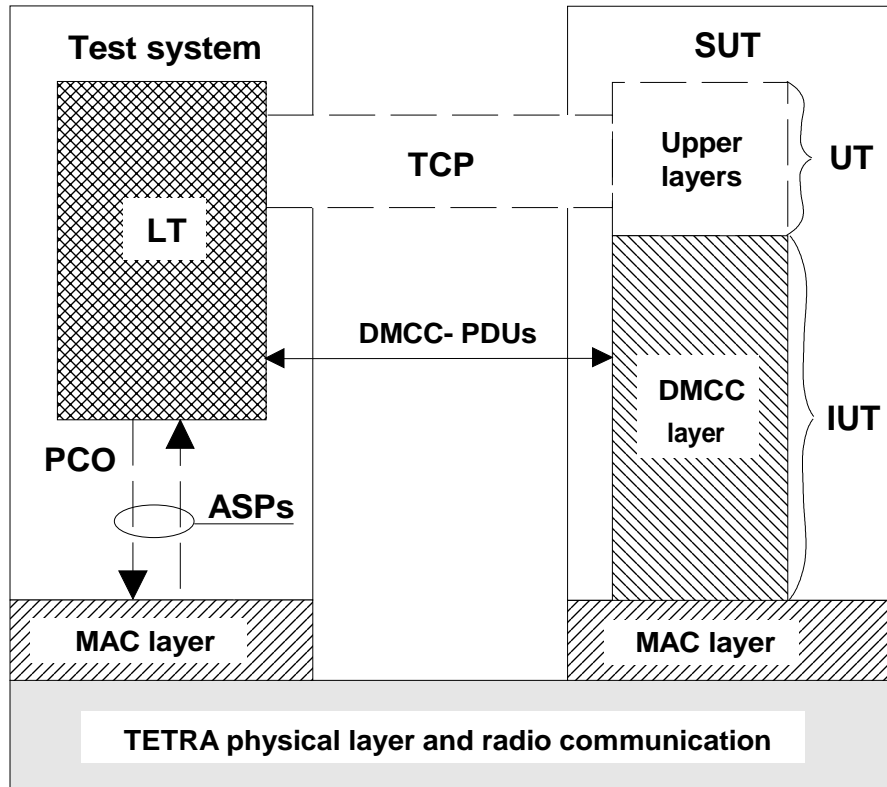 Test system
SUT
Upper
layers
UT
TCP
LT
DMCC- PDUs
DMCC
layer
IUT
PCO
ASPs
MAC layer
MAC layer
TETRA physical layer and radio communication